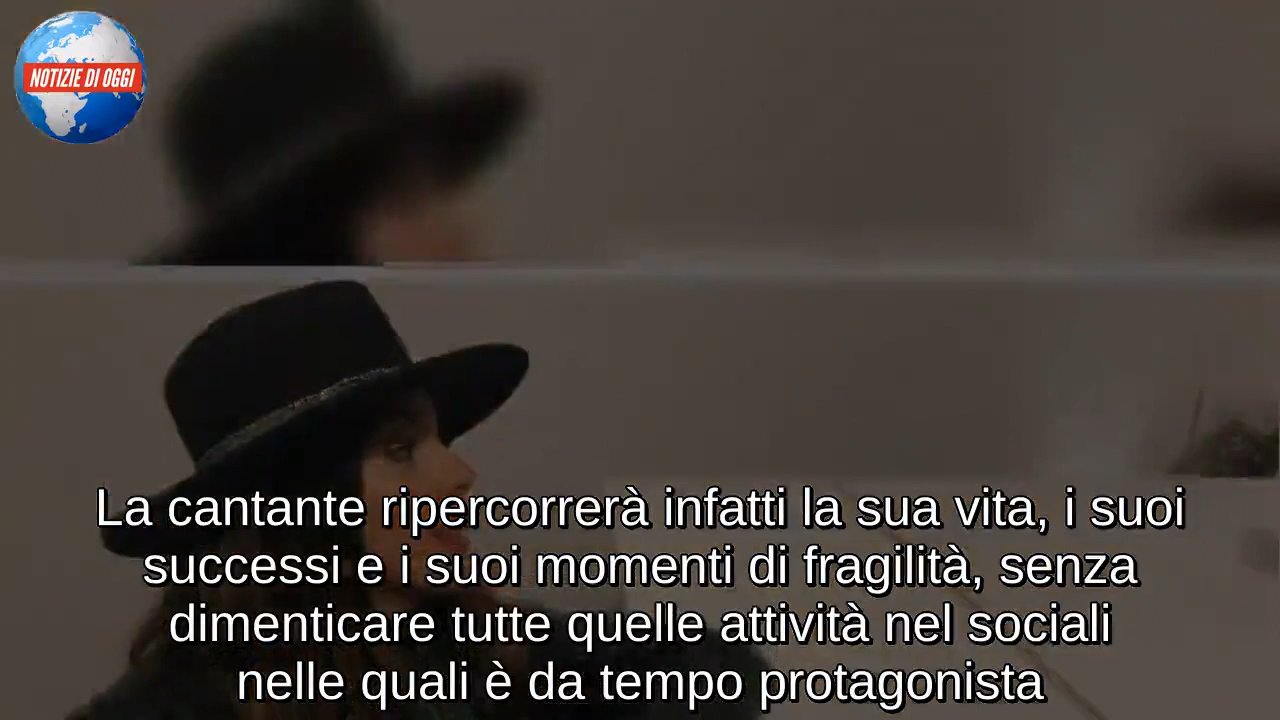 NOTIZIE DI OGGI
La cantante ripercorrerà infatti la sua vita, i suoi
successi e i suoi momenti di fragilità, senza
dimenticare tutte quelle attività nel sociali
nelle quali è da tempo protagonista